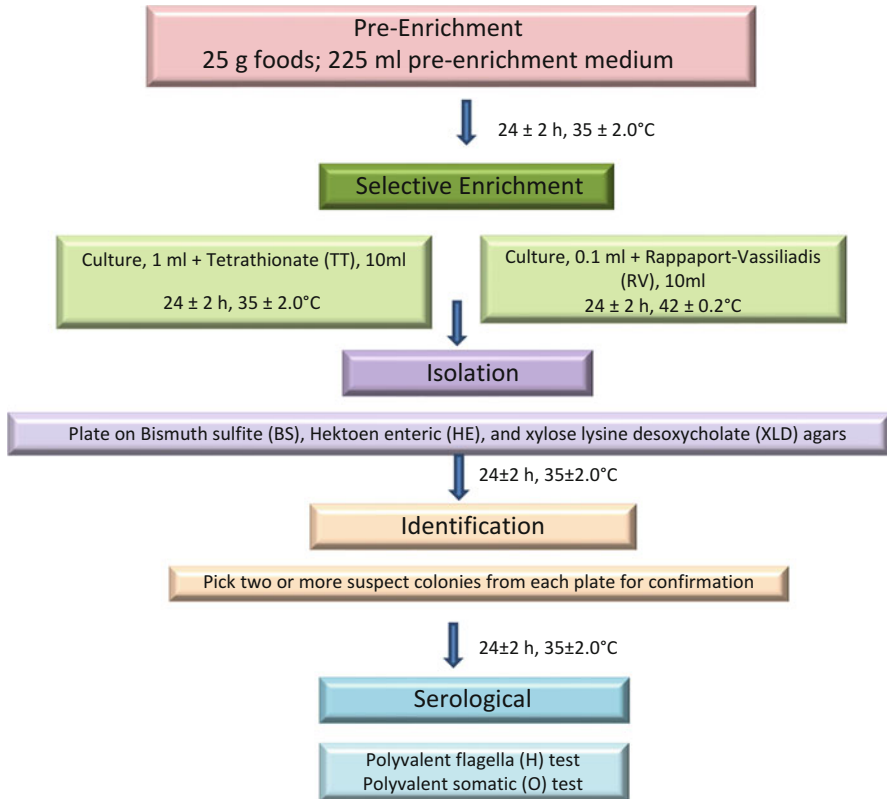 Pre-Enrichment
25 g foods; 225 ml pre-enrichment medium
24 ± 2 h, 35 ± 2.0°C
Selective Enrichment
Culture, 1 ml + Tetrathionate (TT), 10ml
24 ± 2 h, 35 ± 2.0°C
Culture, 0.1 ml + Rappaport-Vassiliadis
(RV), 10ml
24 ± 2 h, 42 ± 0.2°C
Isolation
Plate on Bismuth sulfite (BS), Hektoen enteric (HE), and xylose lysine desoxycholate (XLD) agars
24±2 h, 35±2.0°C
Identification
Pick two or more suspect colonies from each plate for confirmation
24±2 h, 35±2.0°C
Serological
Polyvalent flagella (H) test
Polyvalent somatic (O) test